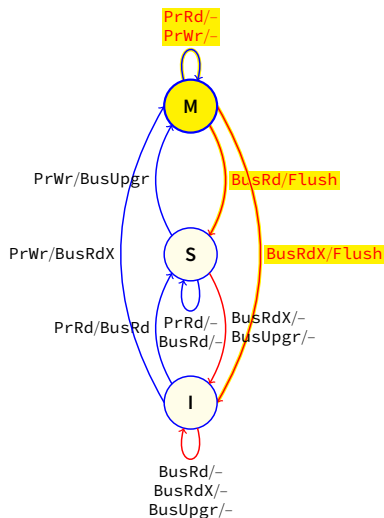 PrRd/–
PrWr/–
M
PrWr/BusUpgr
BusRd/Flush
PrWr/BusRdX
S
BusRdX/Flush
PrRd/BusRd
PrRd/–
BusRd/–
BusRdX/–
BusUpgr/–
I
BusRd/–
BusRdX/–
BusUpgr/–